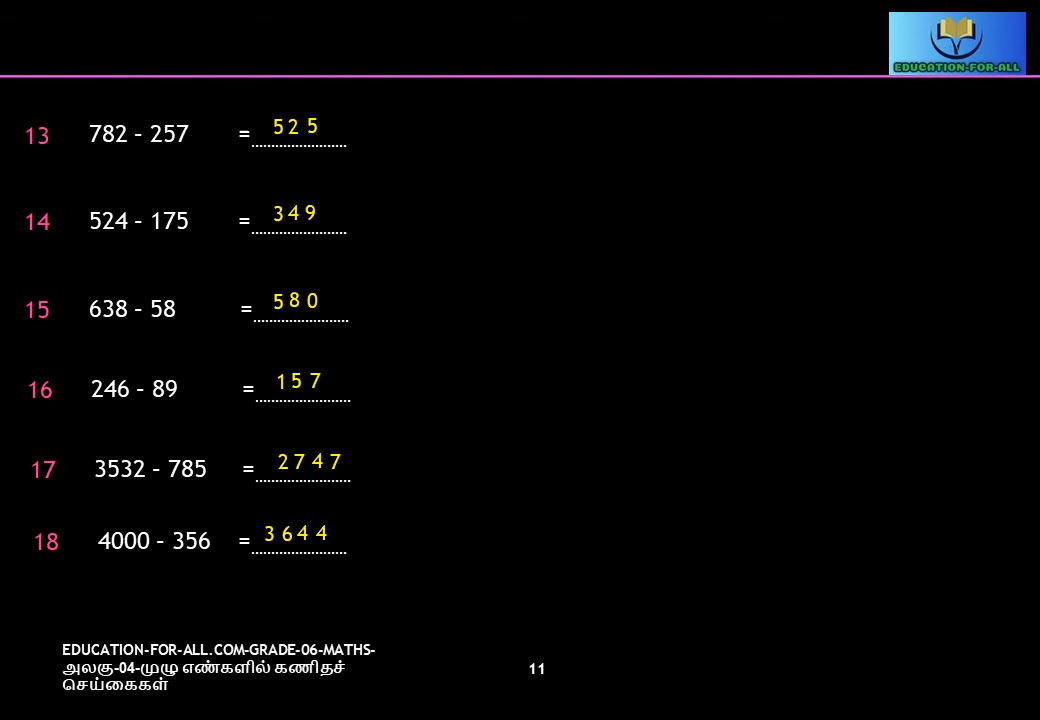 EDUCATION-FOR-ALL
13 782 – 257 =........................ 5 2 5
14 524 – 175 =........................ 3 4 9
15 638 – 58 =........................ 5 8 0
16 246 – 89 =........................ 1 5 7
17 3532 – 785 =........................ 2 7 4 7
18 4000 – 356 =........................ 3 6 4 4
EDUCATION-FOR-ALL.COM-GRADE-06-MATHS-
அலகு-04-முழு எண்களில் கணிதச்
செய்கைகள்
11